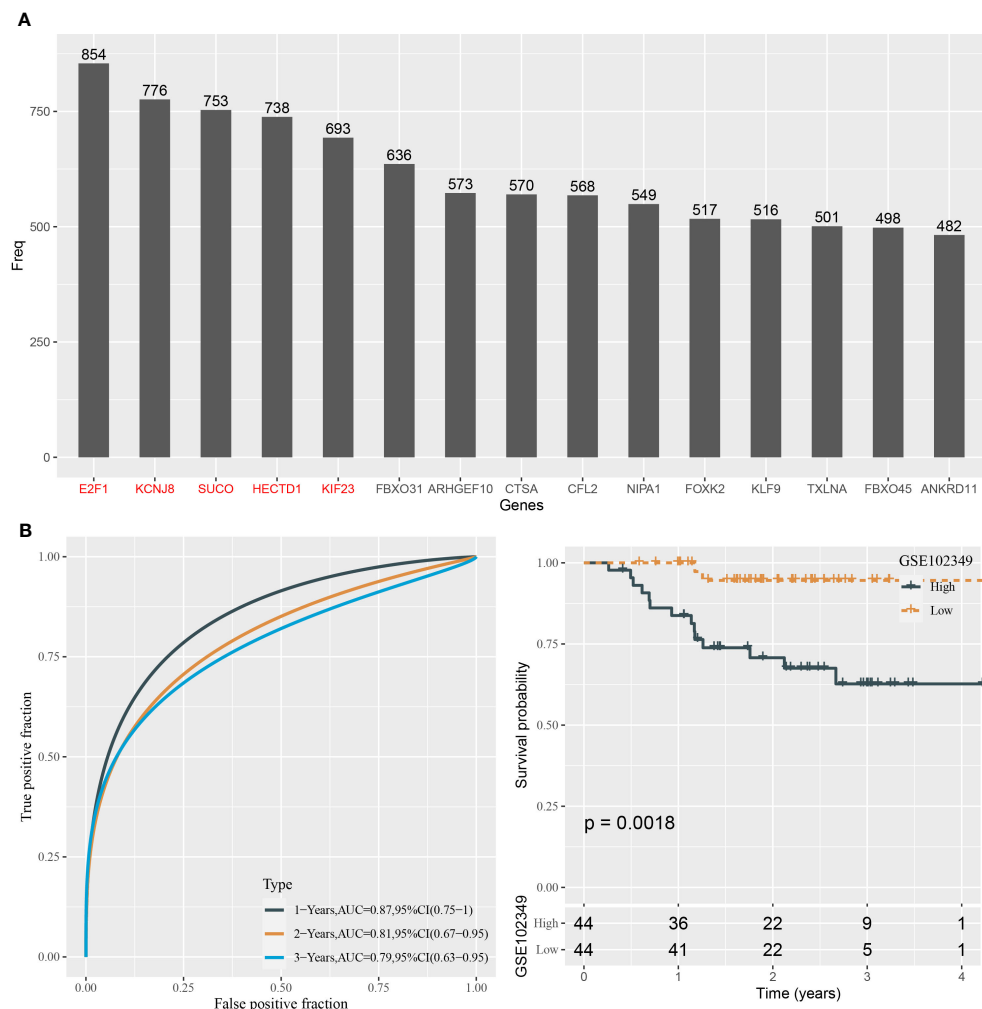 A
854
776
753
738
693
636
573
570
568
549
517
516
501
498
482
750
500
250
0
Freq
E2F1 KCNJ8 SUCO HECTD1 KIF23 FBXO31 ARHGEF10 CTSA CFL2 NIPA1 FOXK2 KLF9 TXLNA FBXO45 ANKRD11
Genes
B
1.00
0.75
0.50
0.25
0.00
True positive fraction
Type
1−Years,AUC=0.87,95%CI(0.75−1)
2−Years,AUC=0.81,95%CI(0.67−0.95)
3−Years,AUC=0.79,95%CI(0.63−0.95)
0.00 0.25 0.50 0.75 1.00
False positive fraction
1.00
0.75
0.50
0.25
0.00
Survival probability
GSE102349
High
Low
p = 0.0018
GSE102349
High 44 36 22 9 1
Low 44 41 22 5 1
0 1 2 3 4
Time (years)